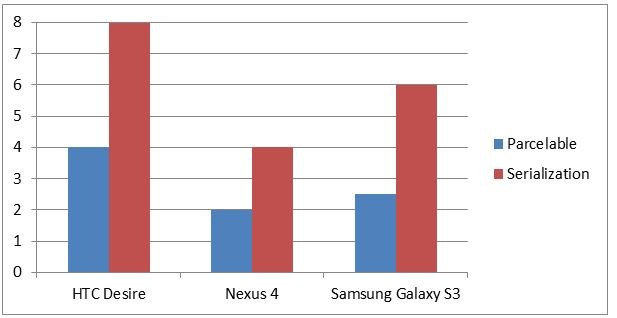 8
7
6
5
4
3
2
1
0
HTC Desire
Nexus 4
Samsung Galaxy S3
Parcelable
Serialization